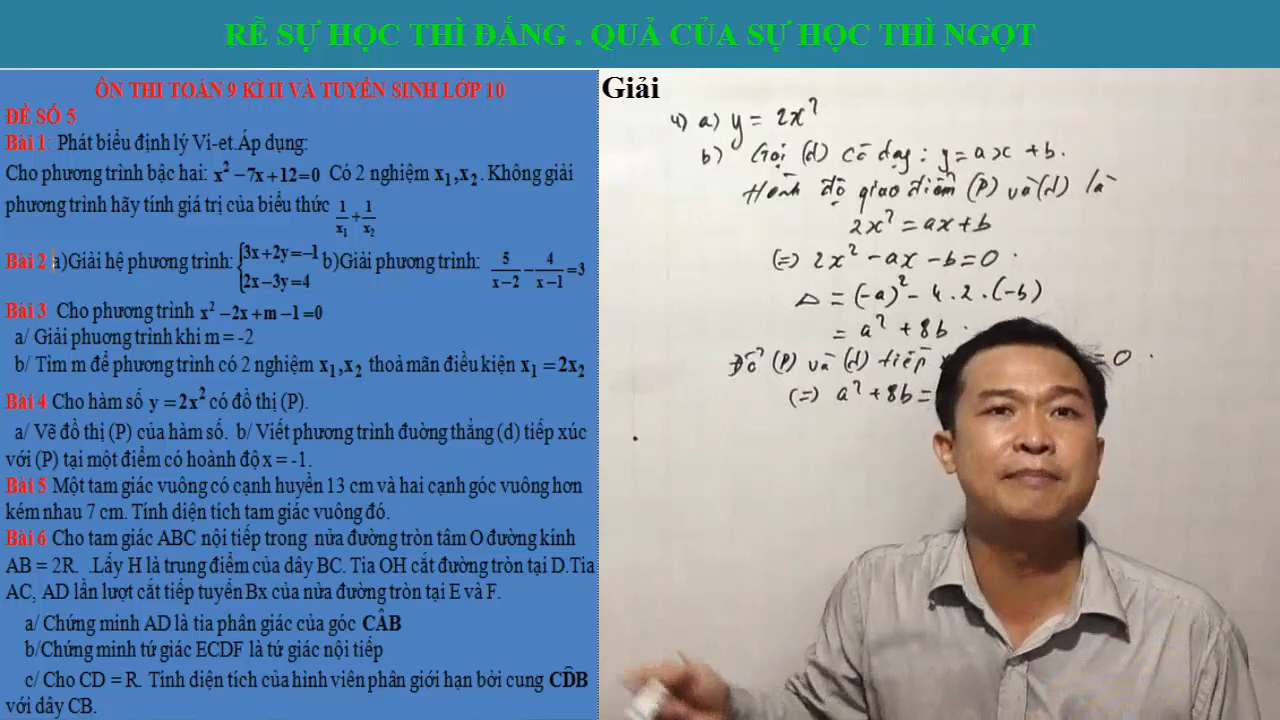 RỄ SỰ HỌC THÌ ĐẮNG . QUẢ CỦA SỰ HỌC THÌ NGỌT
ÔN THI TOÁN 9 KÌ II VÀ TUYỂN SINH LỚP 10
ĐỀ SỐ 5
Bài 1: Phát biểu định lý Vi-et.Áp dụng:
Cho phương trình bậc hai: x² −7x+12=0 Có 2 nghiệm x₁,x₂. Không giải
phương trình hãy tính giá trị của biểu thức 1/x₁ + 1/x₂
Bài 2 a)Giải hệ phương trình: {3x+2y=−1 2x−3y=4 b)Giải phương trình: 5/(x−2) − 4/(x−1) =3
Bài 3 Cho phương trình x² −2x+m−1=0
a/ Giải phuơng trình khi m = -2
b/ Tìm m để phương trình có 2 nghiệm x₁,x₂ thoả mãn điều kiện x₁ = 2x₂
Bài 4 Cho hàm số y = 2x² có đồ thị (P).
a/ Vẽ đồ thị (P) của hàm số. b/ Viết phương trình đuờng thẳng (d) tiếp xúc
với (P) tại một điểm có hoành độ x = -1.
Bài 5 Một tam giác vuông có cạnh huyền 13 cm và hai cạnh góc vuông hơn
kém nhau 7 cm. Tính diện tích tam giác vuông đó.
Bài 6 Cho tam giác ABC nội tiếp trong nửa đường tròn tâm O đường kính
AB = 2R. .Lấy H là trung điểm của dây BC. Tia OH cắt đường tròn tại D.Tia
AC, AD lần lượt cắt tiếp tuyến Bx của nửa đường tròn tại E và F.
a/ Chứng minh AD là tia phân giác của góc CÂB
b/Chứng minh tứ giác ECDF là tứ giác nội tiếp
c/ Cho CD = R. Tính diện tích của hình viên phân giới hạn bởi cung CD̂B
với dây CB.
Giải
4) a) y = 2x²
b) Gọi (d) có dạng: y = ax + b.
Hoành độ giao điểm (P) và (d) là
2x² = ax + b
(=) 2x² − ax − b = 0 .
Δ = (−a)² − 4 . 2 . (−b)
= a² + 8b .
Để (P) và (d) tiếp = 0 .
(=) a² + 8b =